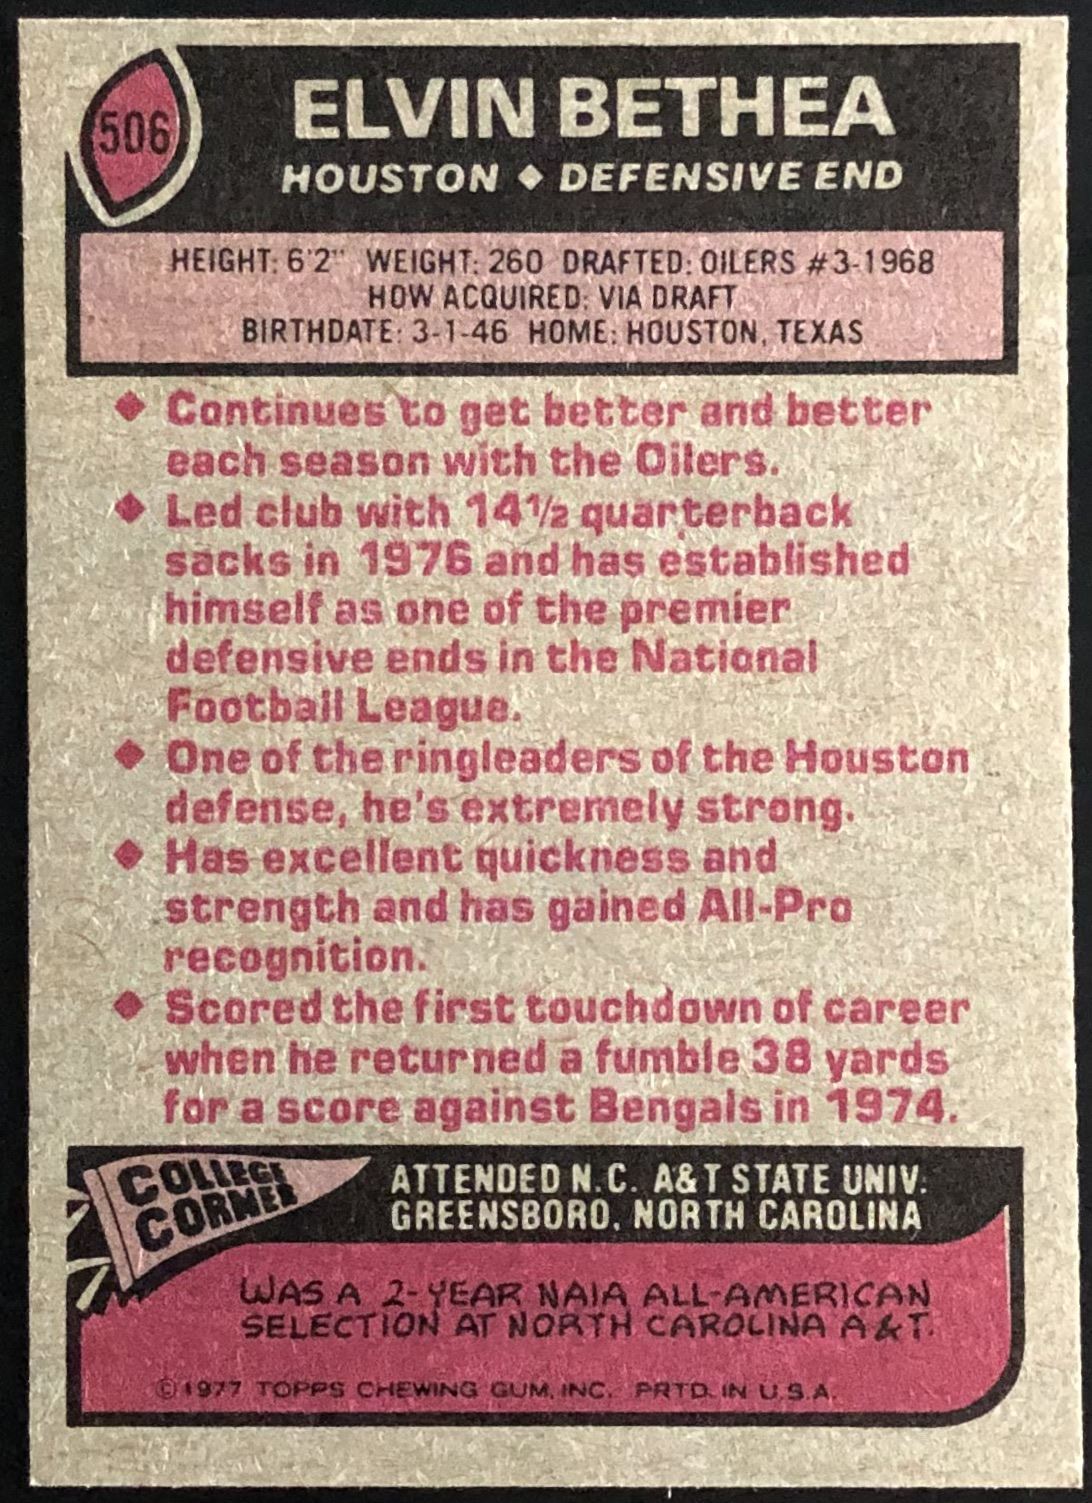 506
ELVIN BETHEA
HOUSTON ♦ DEFENSIVE END
HEIGHT: 6'2" WEIGHT: 260 DRAFTED: OILERS #3-1968
HOW ACQUIRED: VIA DRAFT
BIRTHDATE: 3-1-46 HOME: HOUSTON, TEXAS
♦ Continues to get better and better
each season with the Oilers.
♦ Led club with 14½ quarterback
sacks in 1976 and has established
himself as one of the premier
defensive ends in the National
Football League.
♦ One of the ringleaders of the Houston
defense, he's extremely strong.
♦ Has excellent quickness and
strength and has gained All-Pro
recognition.
♦ Scored the first touchdown of career
when he returned a fumble 38 yards
for a score against Bengals in 1974.
COLLEGE
CORNER
ATTENDED N.C. A&T STATE UNIV.
GREENSBORO, NORTH CAROLINA
WAS A 2-YEAR NAIA ALL-AMERICAN
SELECTION AT NORTH CAROLINA A&T.
©1977 TOPPS CHEWING GUM, INC. PRTD. IN U.S.A.